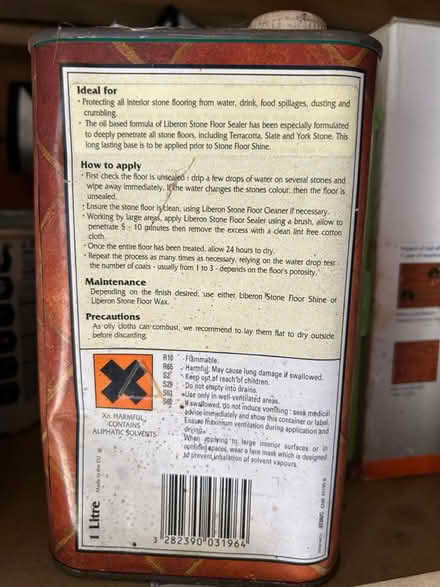 Ideal for
· Protecting all interior stone flooring from water, drink, food spillages, dusting and
crumbling.
· The oil based formula of Liberon Stone Floor Sealer has been especially formulated
to deeply penetrate all stone floors, including Terracotta, Slate and York Stone. This
long lasting base is to be applied prior to Stone Floor Shine.
How to apply
· First check the floor is unsealed : drip a few drops of water on several stones and
wipe away immediately. If the water changes the stones colour, then the floor is
unsealed.
· Ensure the stone floor is clean, using Liberon Stone Floor Cleaner if necessary.
· Working by large areas, apply Liberon Stone Floor Sealer using a brush, allow to
penetrate 5 - 10 minutes then remove the excess with a clean lint free cotton
cloth.
· Once the entire floor has been treated, allow 24 hours to dry.
· Repeat the process as many times as necessary, relying on the water drop test :
the number of coats - usually from 1 to 3 - depends on the floor's porosity.
Maintenance
Depending on the finish desired, use either Liberon Stone Floor Shine or
Liberon Stone Floor Wax.
Precautions
As oily cloths can combust, we recommend to lay them flat to dry outside
before discarding.
R10 - Flammable.
R65 - Harmful: May cause lung damage if swallowed.
S2 - Keep out of reach of children.
S29 - Do not empty into drains.
S51 - Use only in well-ventilated areas.
S62 - If swallowed, do not induce vomiting : seek medical
advice immediately and show this container or label.
Ensure maximum ventilation during application and
drying.
When applying to large interior surfaces or in
confined spaces, wear a face mask which is designed
to prevent inhalation of solvent vapours.
Xn HARMFUL
CONTAINS
ALIPHATIC SOLVENTS
1 Litre Made in the EU
3 282390 031964